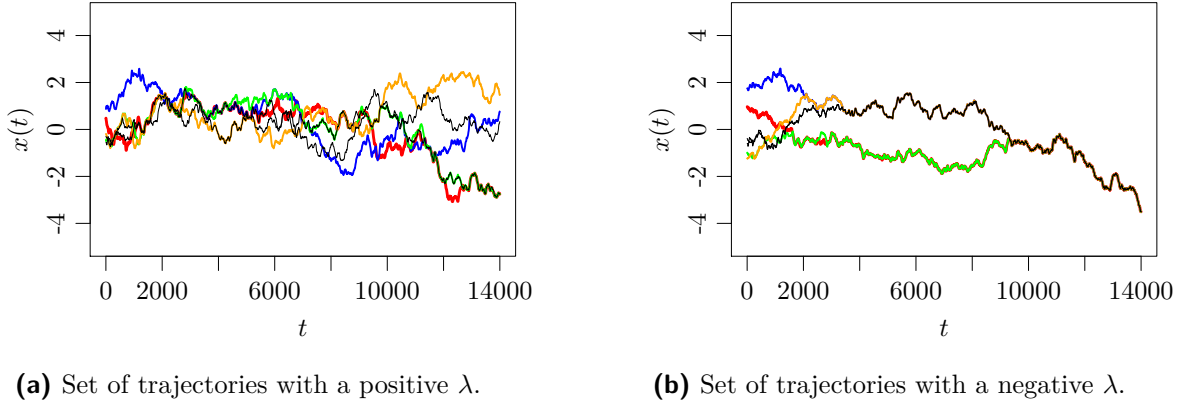 4
2
0
-2
-4
x(t)
0 2000 6000 10000 14000
t
(a) Set of trajectories with a positive λ.
4
2
0
-2
-4
x(t)
0 2000 6000 10000 14000
t
(b) Set of trajectories with a negative λ.